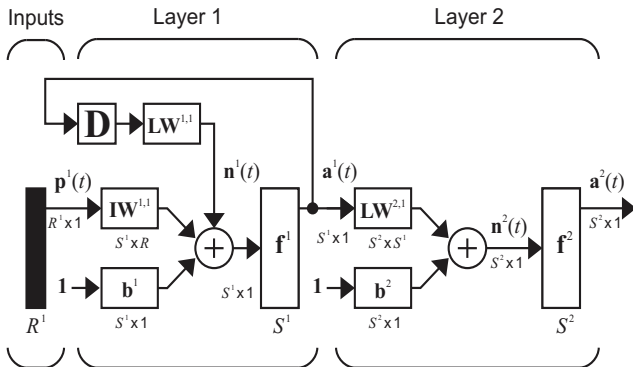 Inputs Layer 1 Layer 2
D LW¹,¹
n¹(t) a¹(t) a²(t)
p¹(t)
R¹ x 1 IW¹,¹ S¹ x R
f¹
S¹ x 1 LW²,¹ S² x S¹
n²(t)
S² x 1
f²
S² x 1
1 b¹ S¹ x 1
S¹ x 1
1 b² S² x 1
R¹ S¹ S²